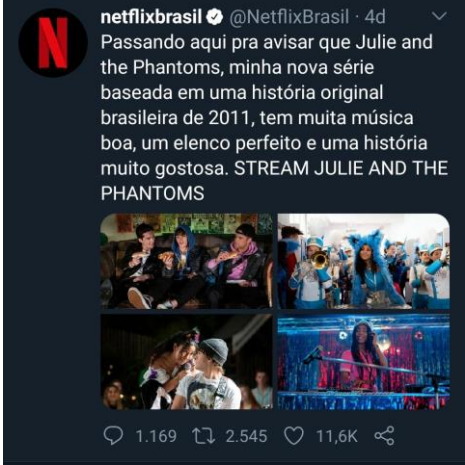 netflixbrasil @NetflixBrasil · 4d
Passando aqui pra avisar que Julie and
the Phantoms, minha nova série
baseada em uma história original
brasileira de 2011, tem muita música
boa, um elenco perfeito e uma história
muito gostosa. STREAM JULIE AND THE
PHANTOMS
1.169 2.545 11,6K